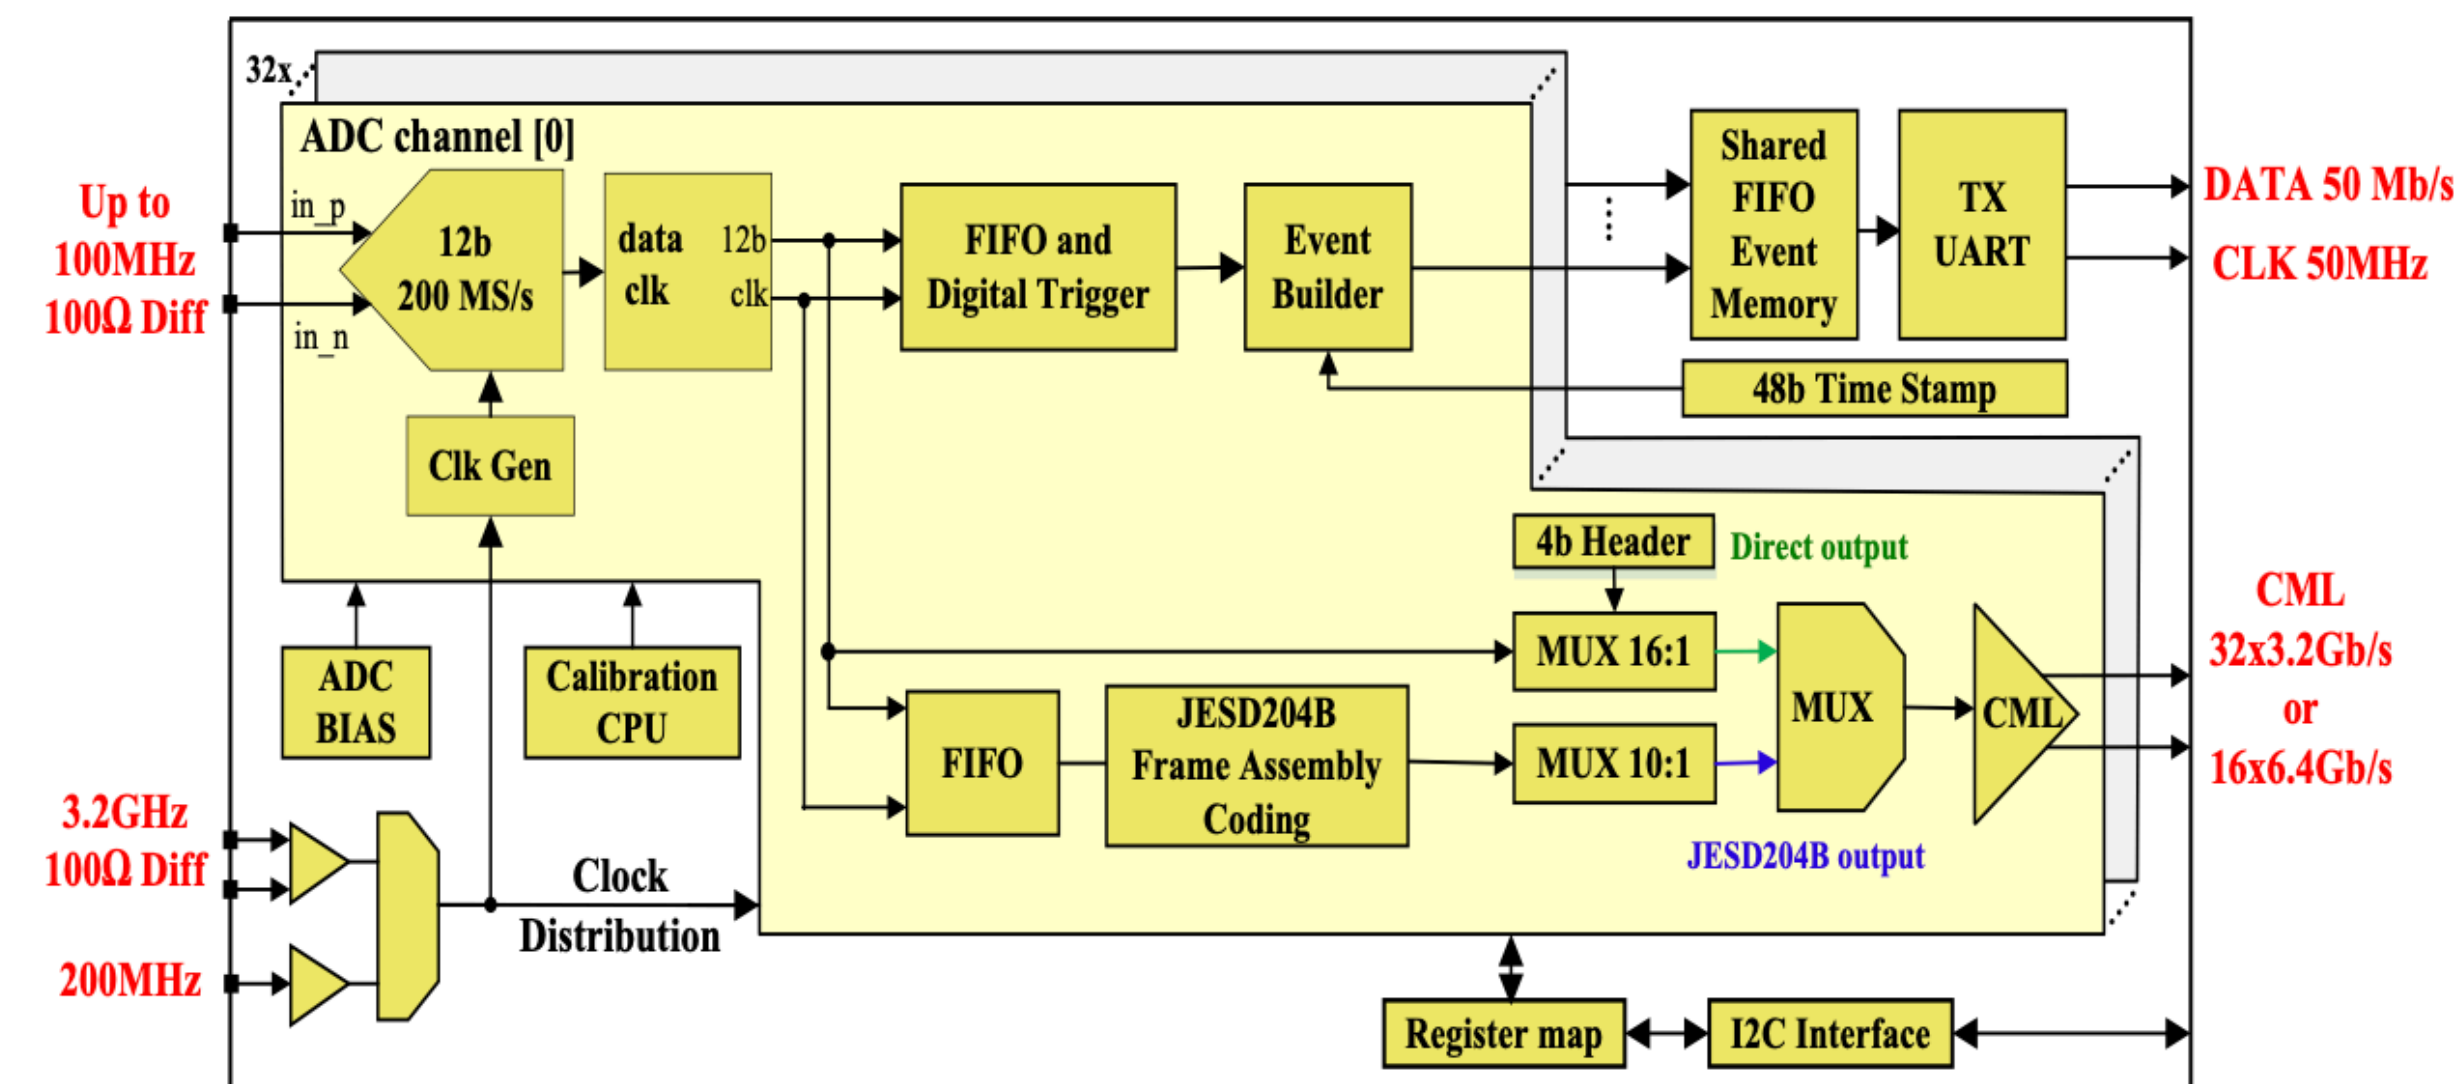 32x
ADC channel [0]
Up to
100MHz
100Ω Diff
in_p
in_n
12b
200 MS/s
data
clk
12b
clk
FIFO and
Digital Trigger
Event
Builder
Shared
FIFO
Event
Memory
TX
UART
DATA 50 Mb/s
CLK 50MHz
48b Time Stamp
Clk Gen
4b Header
Direct output
ADC
BIAS
Calibration
CPU
MUX 16:1
FIFO
JESD204B
Frame Assembly
Coding
MUX 10:1
MUX
CML
CML
32x3.2Gb/s
or
16x6.4Gb/s
JESD204B output
3.2GHz
100Ω Diff
200MHz
Clock
Distribution
Register map
I2C Interface